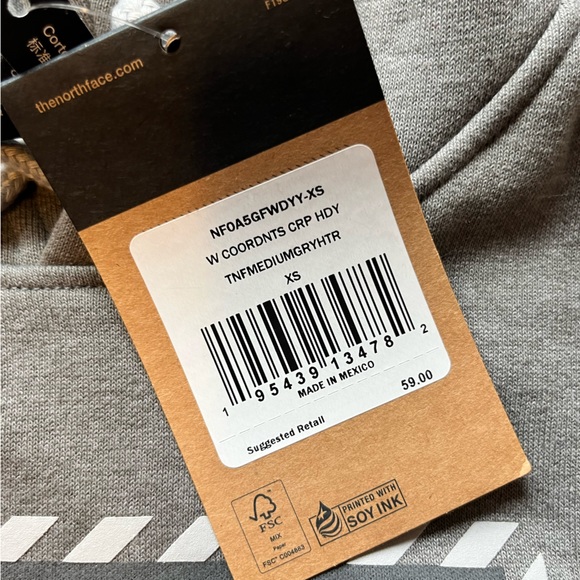 thenorthface.com
NF0A5GFWDYY-XS
W COORDNTS CRP HDY
TNFMEDIUMGRYHTR
XS
1 95439 13478 2
MADE IN MEXICO
Suggested Retail 59.00
FSC
MIX
Paper
FSC® C004863
PRINTED WITH
SOY INK